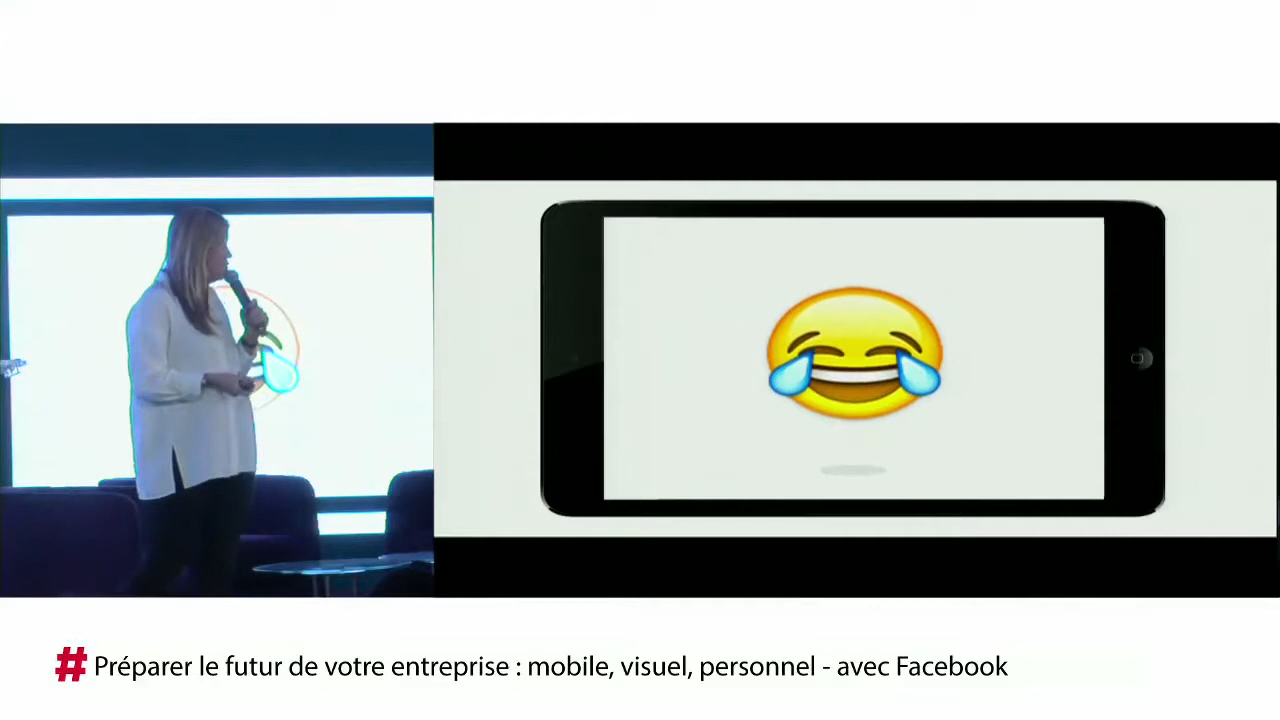 # Préparer le futur de votre entreprise : mobile, visuel, personnel - avec Facebook